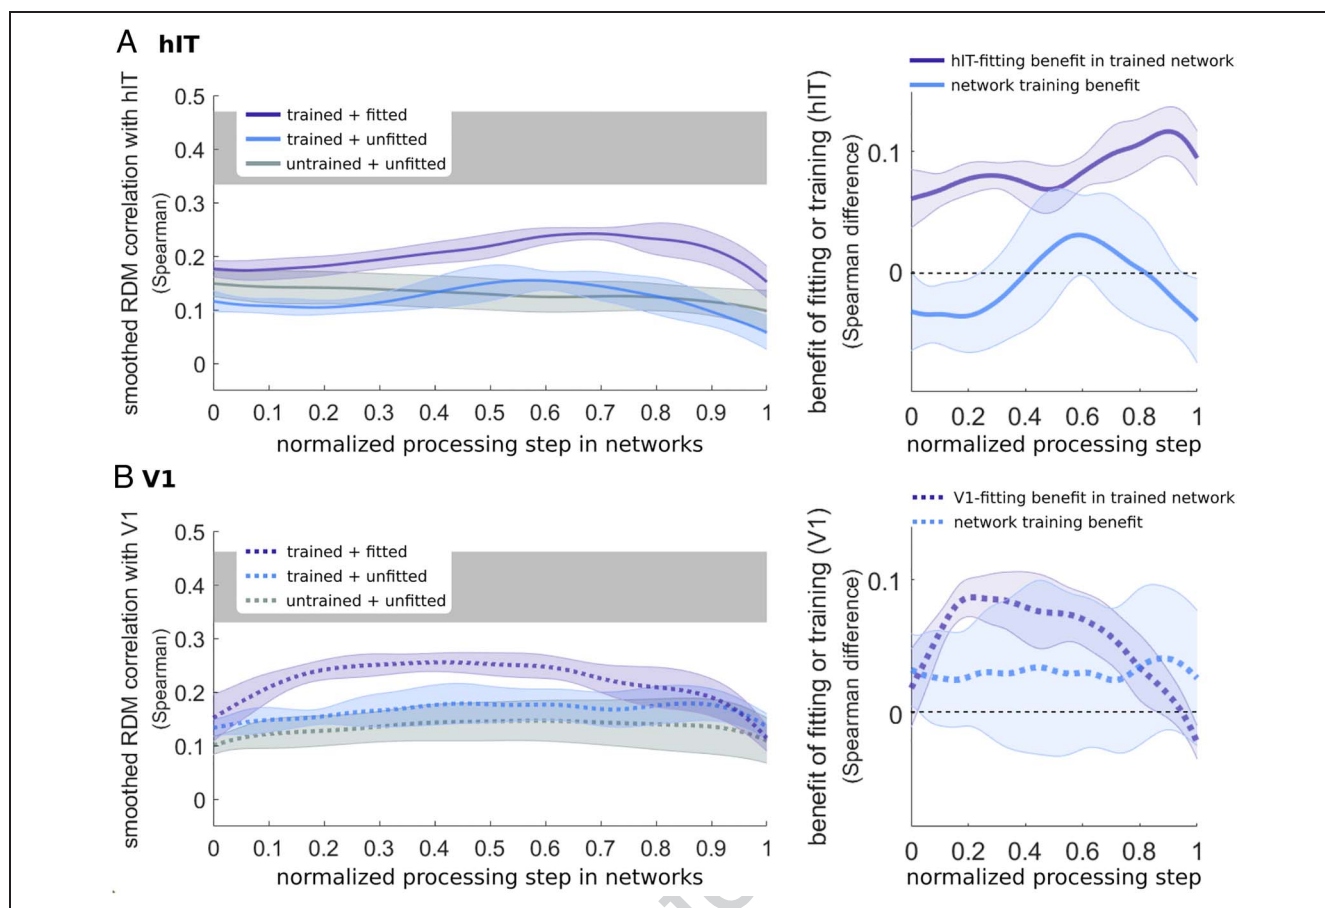 A hIT
smoothed RDM correlation with hIT
(Spearman)
0.5
0.4
0.3
0.2
0.1
0
trained + fitted
trained + unfitted
untrained + unfitted
0 0.1 0.2 0.3 0.4 0.5 0.6 0.7 0.8 0.9 1
normalized processing step in networks
hIT-fitting benefit in trained network
network training benefit
benefit of fitting or training (hIT)
(Spearman difference)
0.1
0
0 0.2 0.4 0.6 0.8 1
normalized processing step
B V1
smoothed RDM correlation with V1
(Spearman)
0.5
0.4
0.3
0.2
0.1
0
trained + fitted
trained + unfitted
untrained + unfitted
0 0.1 0.2 0.3 0.4 0.5 0.6 0.7 0.8 0.9 1
normalized processing step in networks
V1-fitting benefit in trained network
network training benefit
benefit of fitting or training (V1)
(Spearman difference)
0.1
0
0 0.2 0.4 0.6 0.8 1
normalized processing step